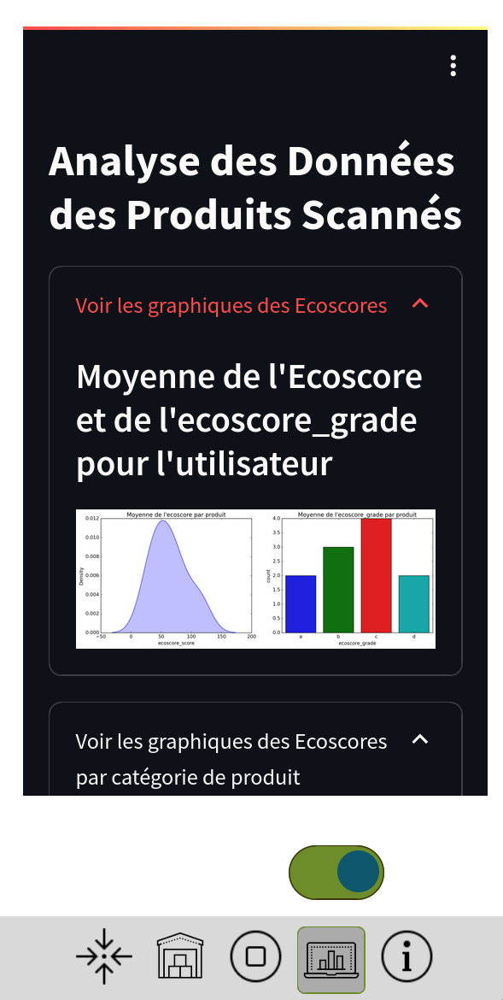 Analyse des Données
des Produits Scannés
Voir les graphiques des Ecoscores
Moyenne de l'Ecoscore
et de l'ecoscore_grade
pour l'utilisateur
Moyenne de l'ecoscore par produit
0.012
0.010
0.008
0.006
0.004
0.002
0.000
Density
−50 0 50 100 150 200
ecoscore_score
Moyenne de l'ecoscore_grade par produit
4.0
3.5
3.0
2.5
2.0
1.5
1.0
0.5
0.0
count
a b c d
ecoscore_grade
Voir les graphiques des Ecoscores
par catégorie de produit